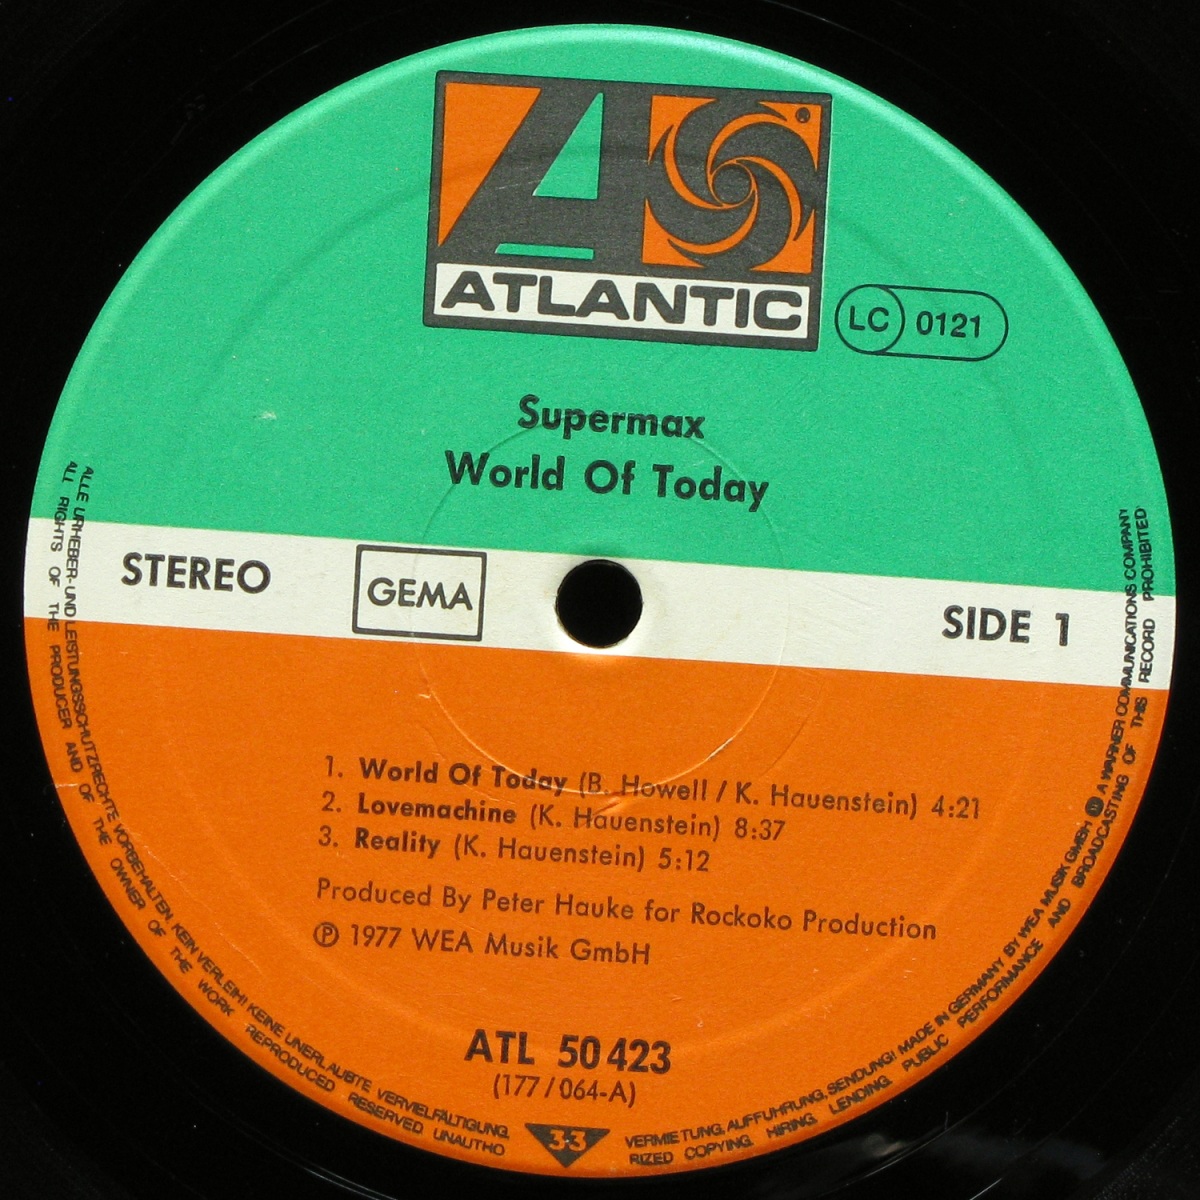 ATLANTIC
®
LC 0121
Supermax
World Of Today
STEREO
GEMA
SIDE 1
1. World Of Today (B. Howell / K. Hauenstein) 4:21
2. Lovemachine (K. Hauenstein) 8:37
3. Reality (K. Hauenstein) 5:12
Produced By Peter Hauke for Rockoko Production
℗ 1977 WEA Musik GmbH
ATL 50 423
(177 / 064-A)
33
ALLE URHEBER- UND LEISTUNGSSCHUTZRECHTE VORBEHALTEN. KEIN VERLEIH! KEINE UNERLAUBTE VERVIELFÄLTIGUNG, VERMIETUNG, AUFFÜHRUNG, SENDUNG! MADE IN GERMANY BY WEA MUSIK GMBH A WARNER COMMUNICATIONS COMPANY
ALL RIGHTS OF THE PRODUCER AND OF THE OWNER OF THE WORK REPRODUCED RESERVED. UNAUTHORIZED COPYING, HIRING, LENDING, PUBLIC PERFORMANCE AND BROADCASTING OF THIS RECORD PROHIBITED